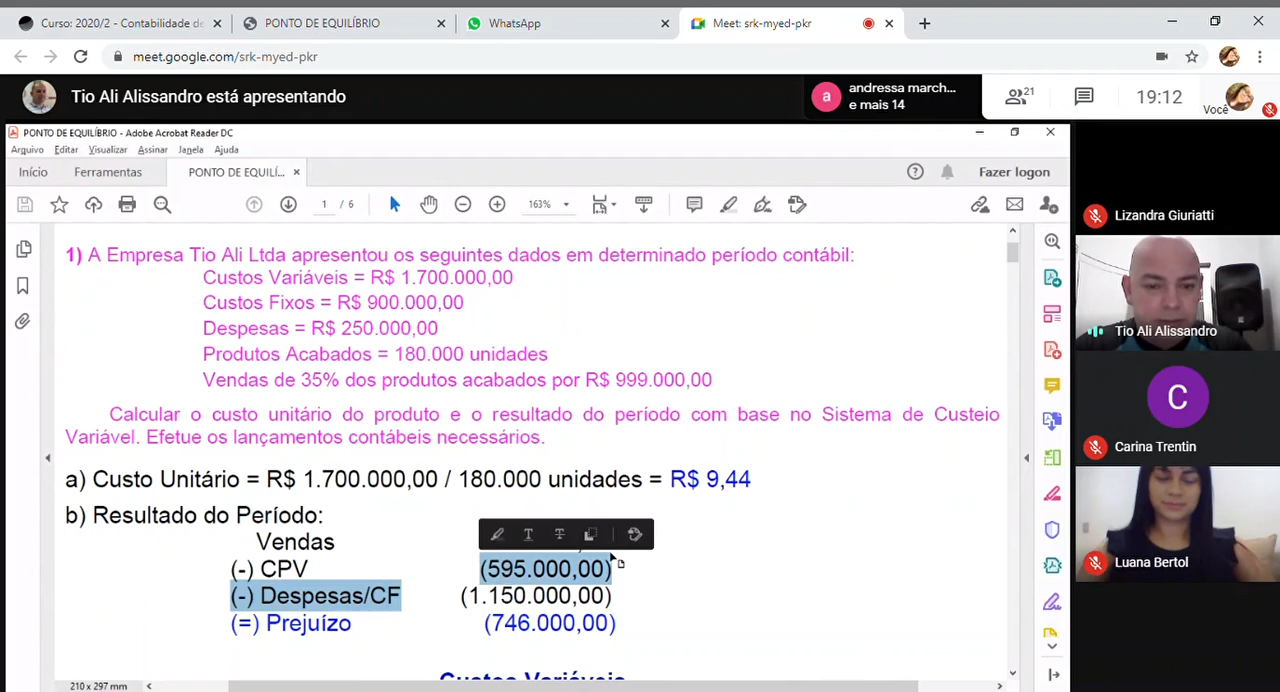 Curso: 2020/2 - Contabilidade de
PONTO DE EQUILÍBRIO
WhatsApp
Meet: srk-myed-pkr
meet.google.com/srk-myed-pkr
Tio Ali Alissandro está apresentando
a
andressa march...
e mais 14
21
19:12
Você
PONTO DE EQUILÍBRIO - Adobe Acrobat Reader DC
Arquivo Editar Visualizar Assinar Janela Ajuda
Início Ferramentas PONTO DE EQUILÍ...
Fazer logon
1 / 6
163%
1) A Empresa Tio Ali Ltda apresentou os seguintes dados em determinado período contábil:
Custos Variáveis = R$ 1.700.000,00
Custos Fixos = R$ 900.000,00
Despesas = R$ 250.000,00
Produtos Acabados = 180.000 unidades
Vendas de 35% dos produtos acabados por R$ 999.000,00
Calcular o custo unitário do produto e o resultado do período com base no Sistema de Custeio
Variável. Efetue os lançamentos contábeis necessários.
a) Custo Unitário = R$ 1.700.000,00 / 180.000 unidades = R$ 9,44
b) Resultado do Período:
Vendas
(-) CPV (595.000,00)
(-) Despesas/CF (1.150.000,00)
(=) Prejuízo (746.000,00)
Custos Variáveis
210 x 297 mm
Lizandra Giuriatti
Tio Ali Alissandro
C
Carina Trentin
Luana Bertol